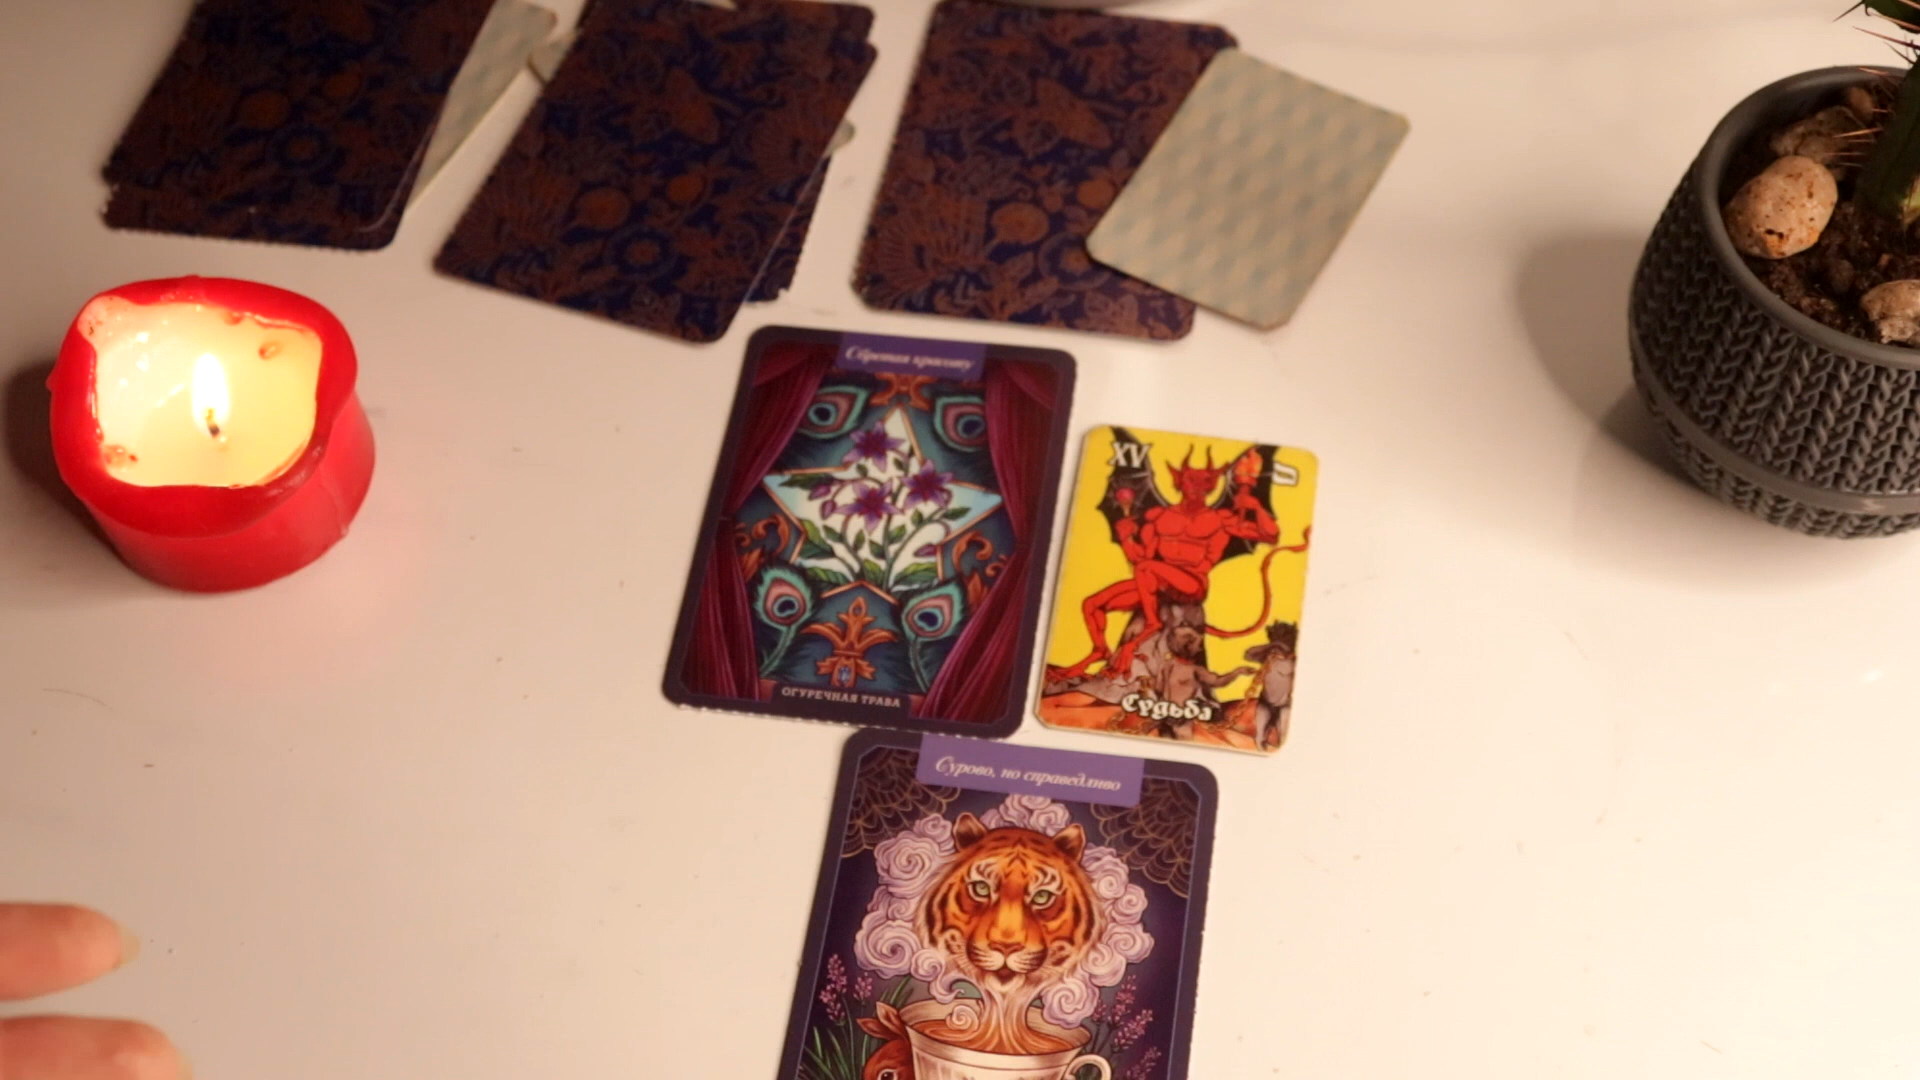 Обретая красоту
ОГУРЕЧНАЯ ТРАВА
XV
Судьба
Сурово, но справедливо